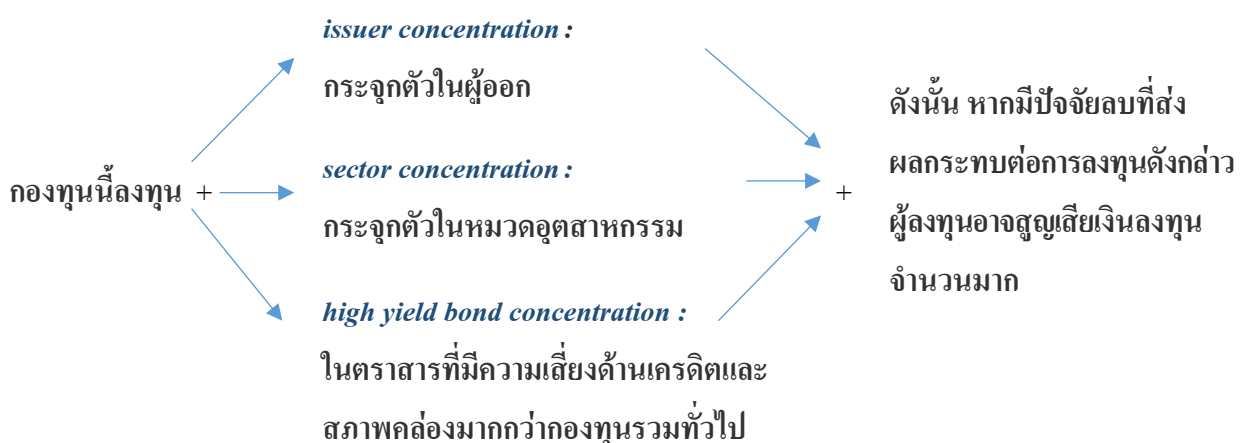 กองทุนนี้ลงทุน +
issuer concentration :
กระจุกตัวในผู้ออก
sector concentration :
กระจุกตัวในหมวดอุตสาหกรรม
high yield bond concentration :
ในตราสารที่มีความเสี่ยงด้านเครดิตและ
สภาพคล่องมากกว่ากองทุนรวมทั่วไป
+
ดังนั้น หากมีปัจจัยลบที่ส่ง
ผลกระทบต่อการลงทุนดังกล่าว
ผู้ลงทุนอาจสูญเสียเงินลงทุน
จำนวนมาก